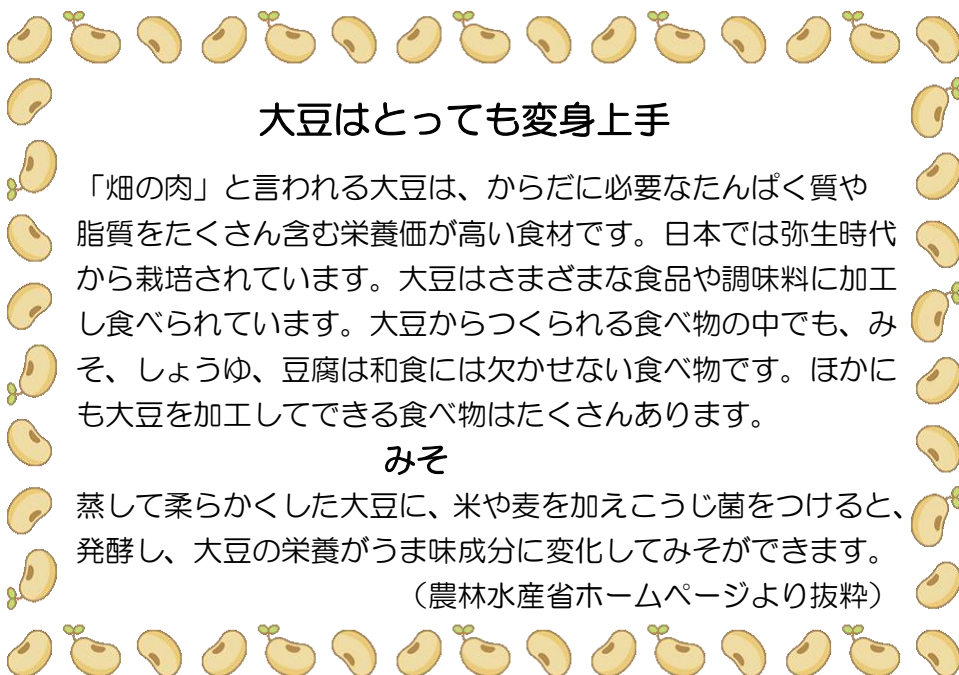 大豆はとっても変身上手
「畑の肉」と言われる大豆は、からだに必要なたんぱく質や
脂質をたくさん含む栄養価が高い食材です。日本では弥生時代
から栽培されています。大豆はさまざまな食品や調味料に加工
し食べられています。大豆からつくられる食べ物の中でも、み
そ、しょうゆ、豆腐は和食には欠かせない食べ物です。ほかに
も大豆を加工してできる食べ物はたくさんあります。
みそ
蒸して柔らかくした大豆に、米や麦を加えこうじ菌をつけると、
発酵し、大豆の栄養がうま味成分に変化してみそができます。
（農林水産省ホームページより抜粋）